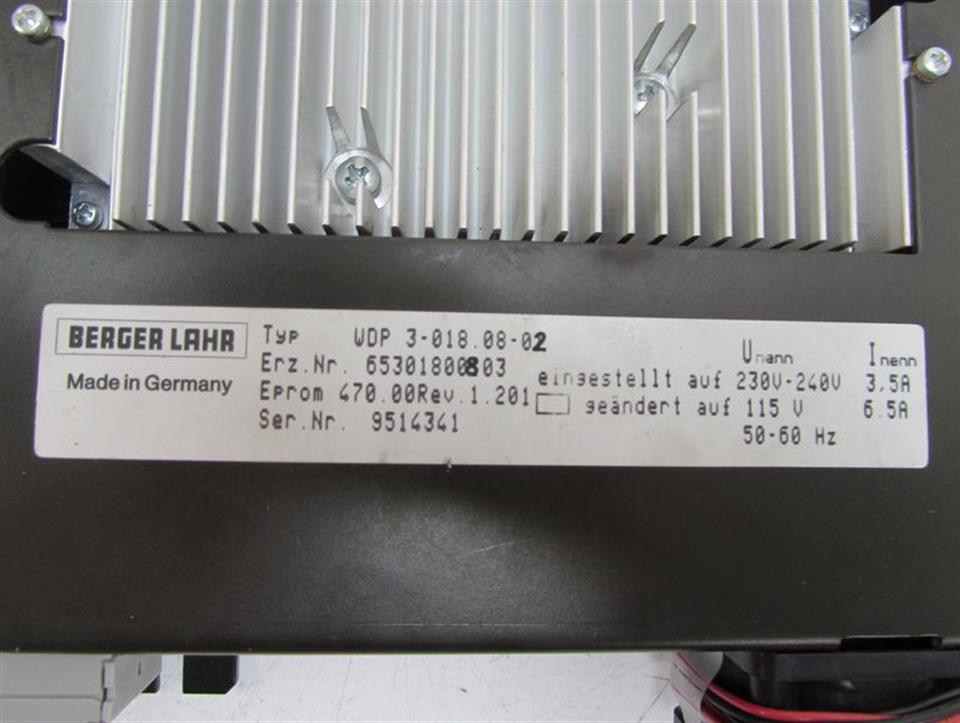 BERGER LAHR
Made in Germany
Typ WDP 3-018.08-02
Erz.Nr. 65301800803
Eprom 470.00Rev.1.201
Ser.Nr. 9514341
Unann Inenn
eingestellt auf 230V-240V 3,5A
geändert auf 115 V 6.5A
50-60 Hz